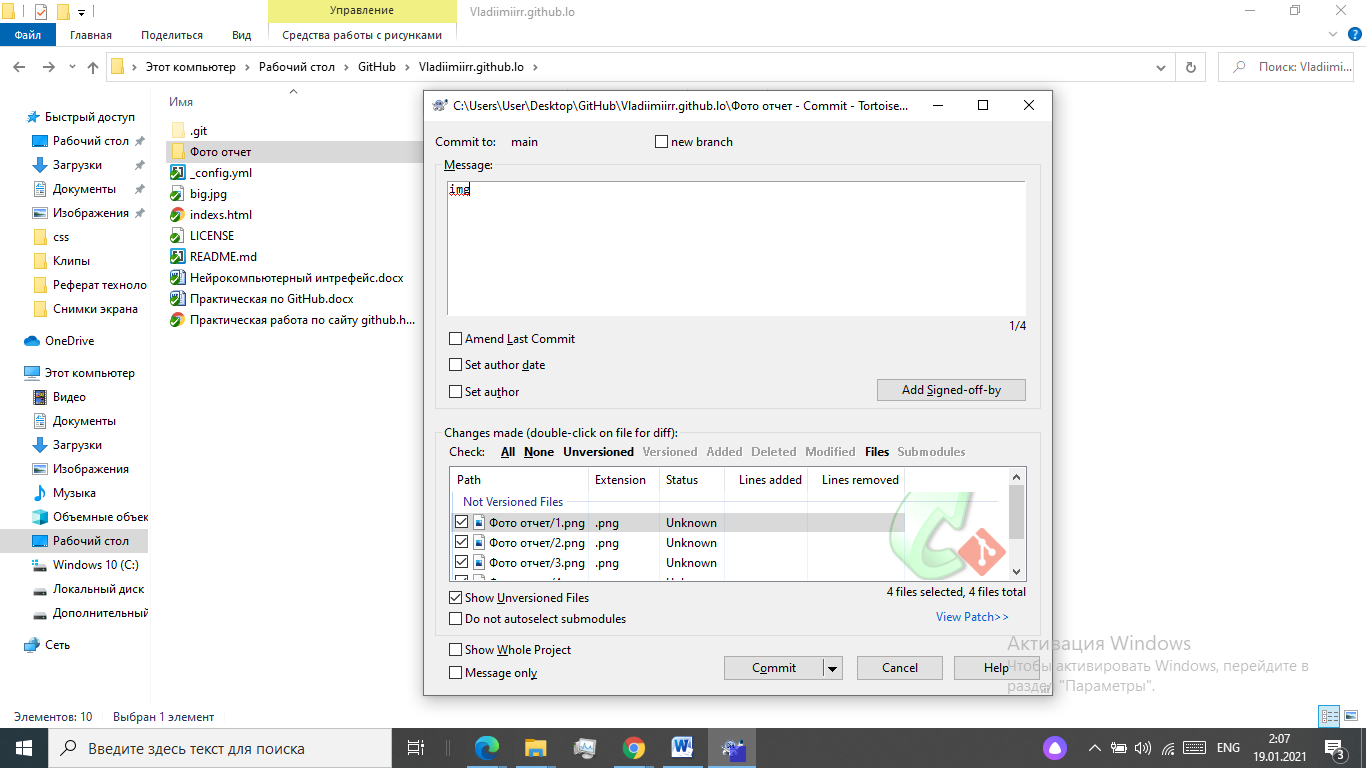 Управление
Vladiimiirr.github.lo
Файл
Главная
Поделиться
Вид
Средства работы с рисунками
Этот компьютер
Рабочий стол
GitHub
Vladiimiirr.github.lo
Поиск: Vladiimi...
Быстрый доступ
Рабочий стол
Загрузки
Документы
Изображения
css
Клипы
Реферат техноло
Снимки экрана
OneDrive
Этот компьютер
Видео
Документы
Загрузки
Изображения
Музыка
Объемные объек
Рабочий стол
Windows 10 (C:)
Локальный диск
Дополнительный
Сеть
Имя
.git
Фото отчет
_config.yml
big.jpg
indexs.html
LICENSE
README.md
Нейрокомпьютерный интрефейс.docx
Практическая по GitHub.docx
Практическая работа по сайту github.h...
C:\Users\User\Desktop\GitHub\Vladiimiirr.github.lo\Фото отчет - Commit - Tortoise...
Commit to: main
new branch
Message:
img
1/4
Amend Last Commit
Set author date
Set author
Add Signed-off-by
Changes made (double-click on file for diff):
Check: All None Unversioned Versioned Added Deleted Modified Files Submodules
Path Extension Status Lines added Lines removed
Not Versioned Files
Фото отчет/1.png .png Unknown
Фото отчет/2.png .png Unknown
Фото отчет/3.png .png Unknown
4 files selected, 4 files total
Show Unversioned Files
Do not autoselect submodules
View Patch>>
Show Whole Project
Message only
Commit
Cancel
Help
Активация Windows
Чтобы активировать Windows, перейдите в
раздел "Параметры".
Элементов: 10
Выбран 1 элемент
Введите здесь текст для поиска
ENG
2:07
19.01.2021
3